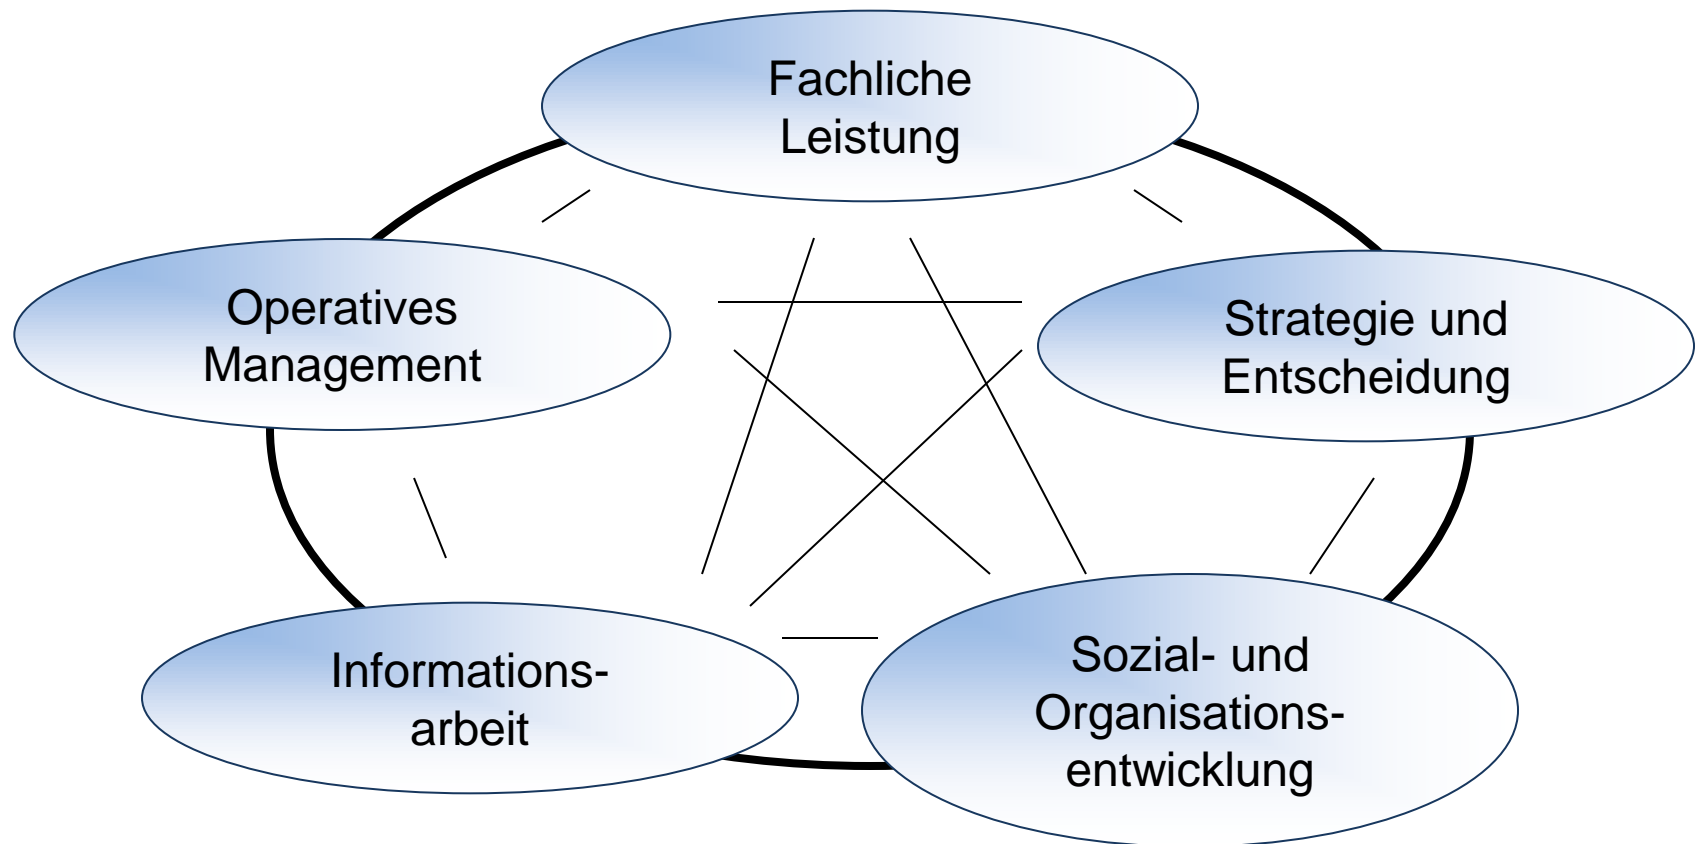 Fachliche
Leistung
Operatives
Management
Strategie und
Entscheidung
Informations-
arbeit
Sozial- und
Organisations-
entwicklung